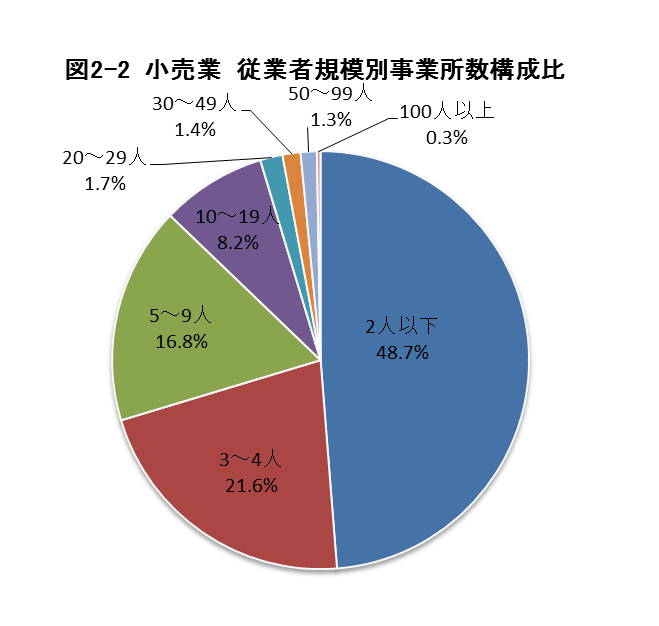 図2-2 小売業 従業者規模別事業所数構成比
50～99人
1.3%
30～49人
1.4%
100人以上
0.3%
20～29人
1.7%
10～19人
8.2%
5～9人
16.8%
2人以下
48.7%
3～4人
21.6%